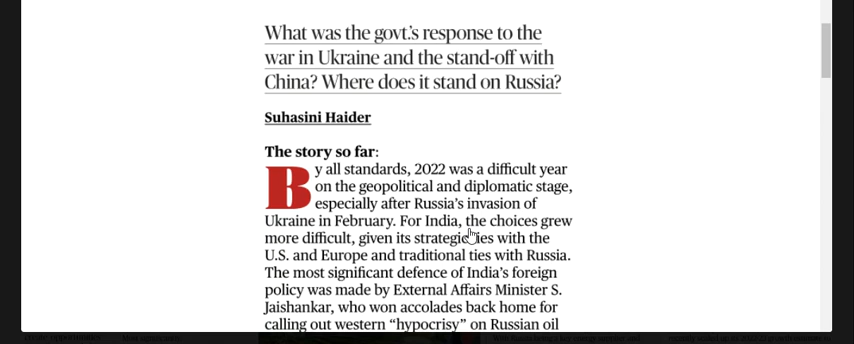 What was the govt.'s response to the
war in Ukraine and the stand-off with
China? Where does it stand on Russia?
Suhasini Haider
The story so far:
By all standards, 2022 was a difficult year
on the geopolitical and diplomatic stage,
especially after Russia's invasion of
Ukraine in February. For India, the choices grew
more difficult, given its strategic ties with the
U.S. and Europe and traditional ties with Russia.
The most significant defence of India's foreign
policy was made by External Affairs Minister S.
Jaishankar, who won accolades back home for
calling out western “hypocrisy” on Russian oil